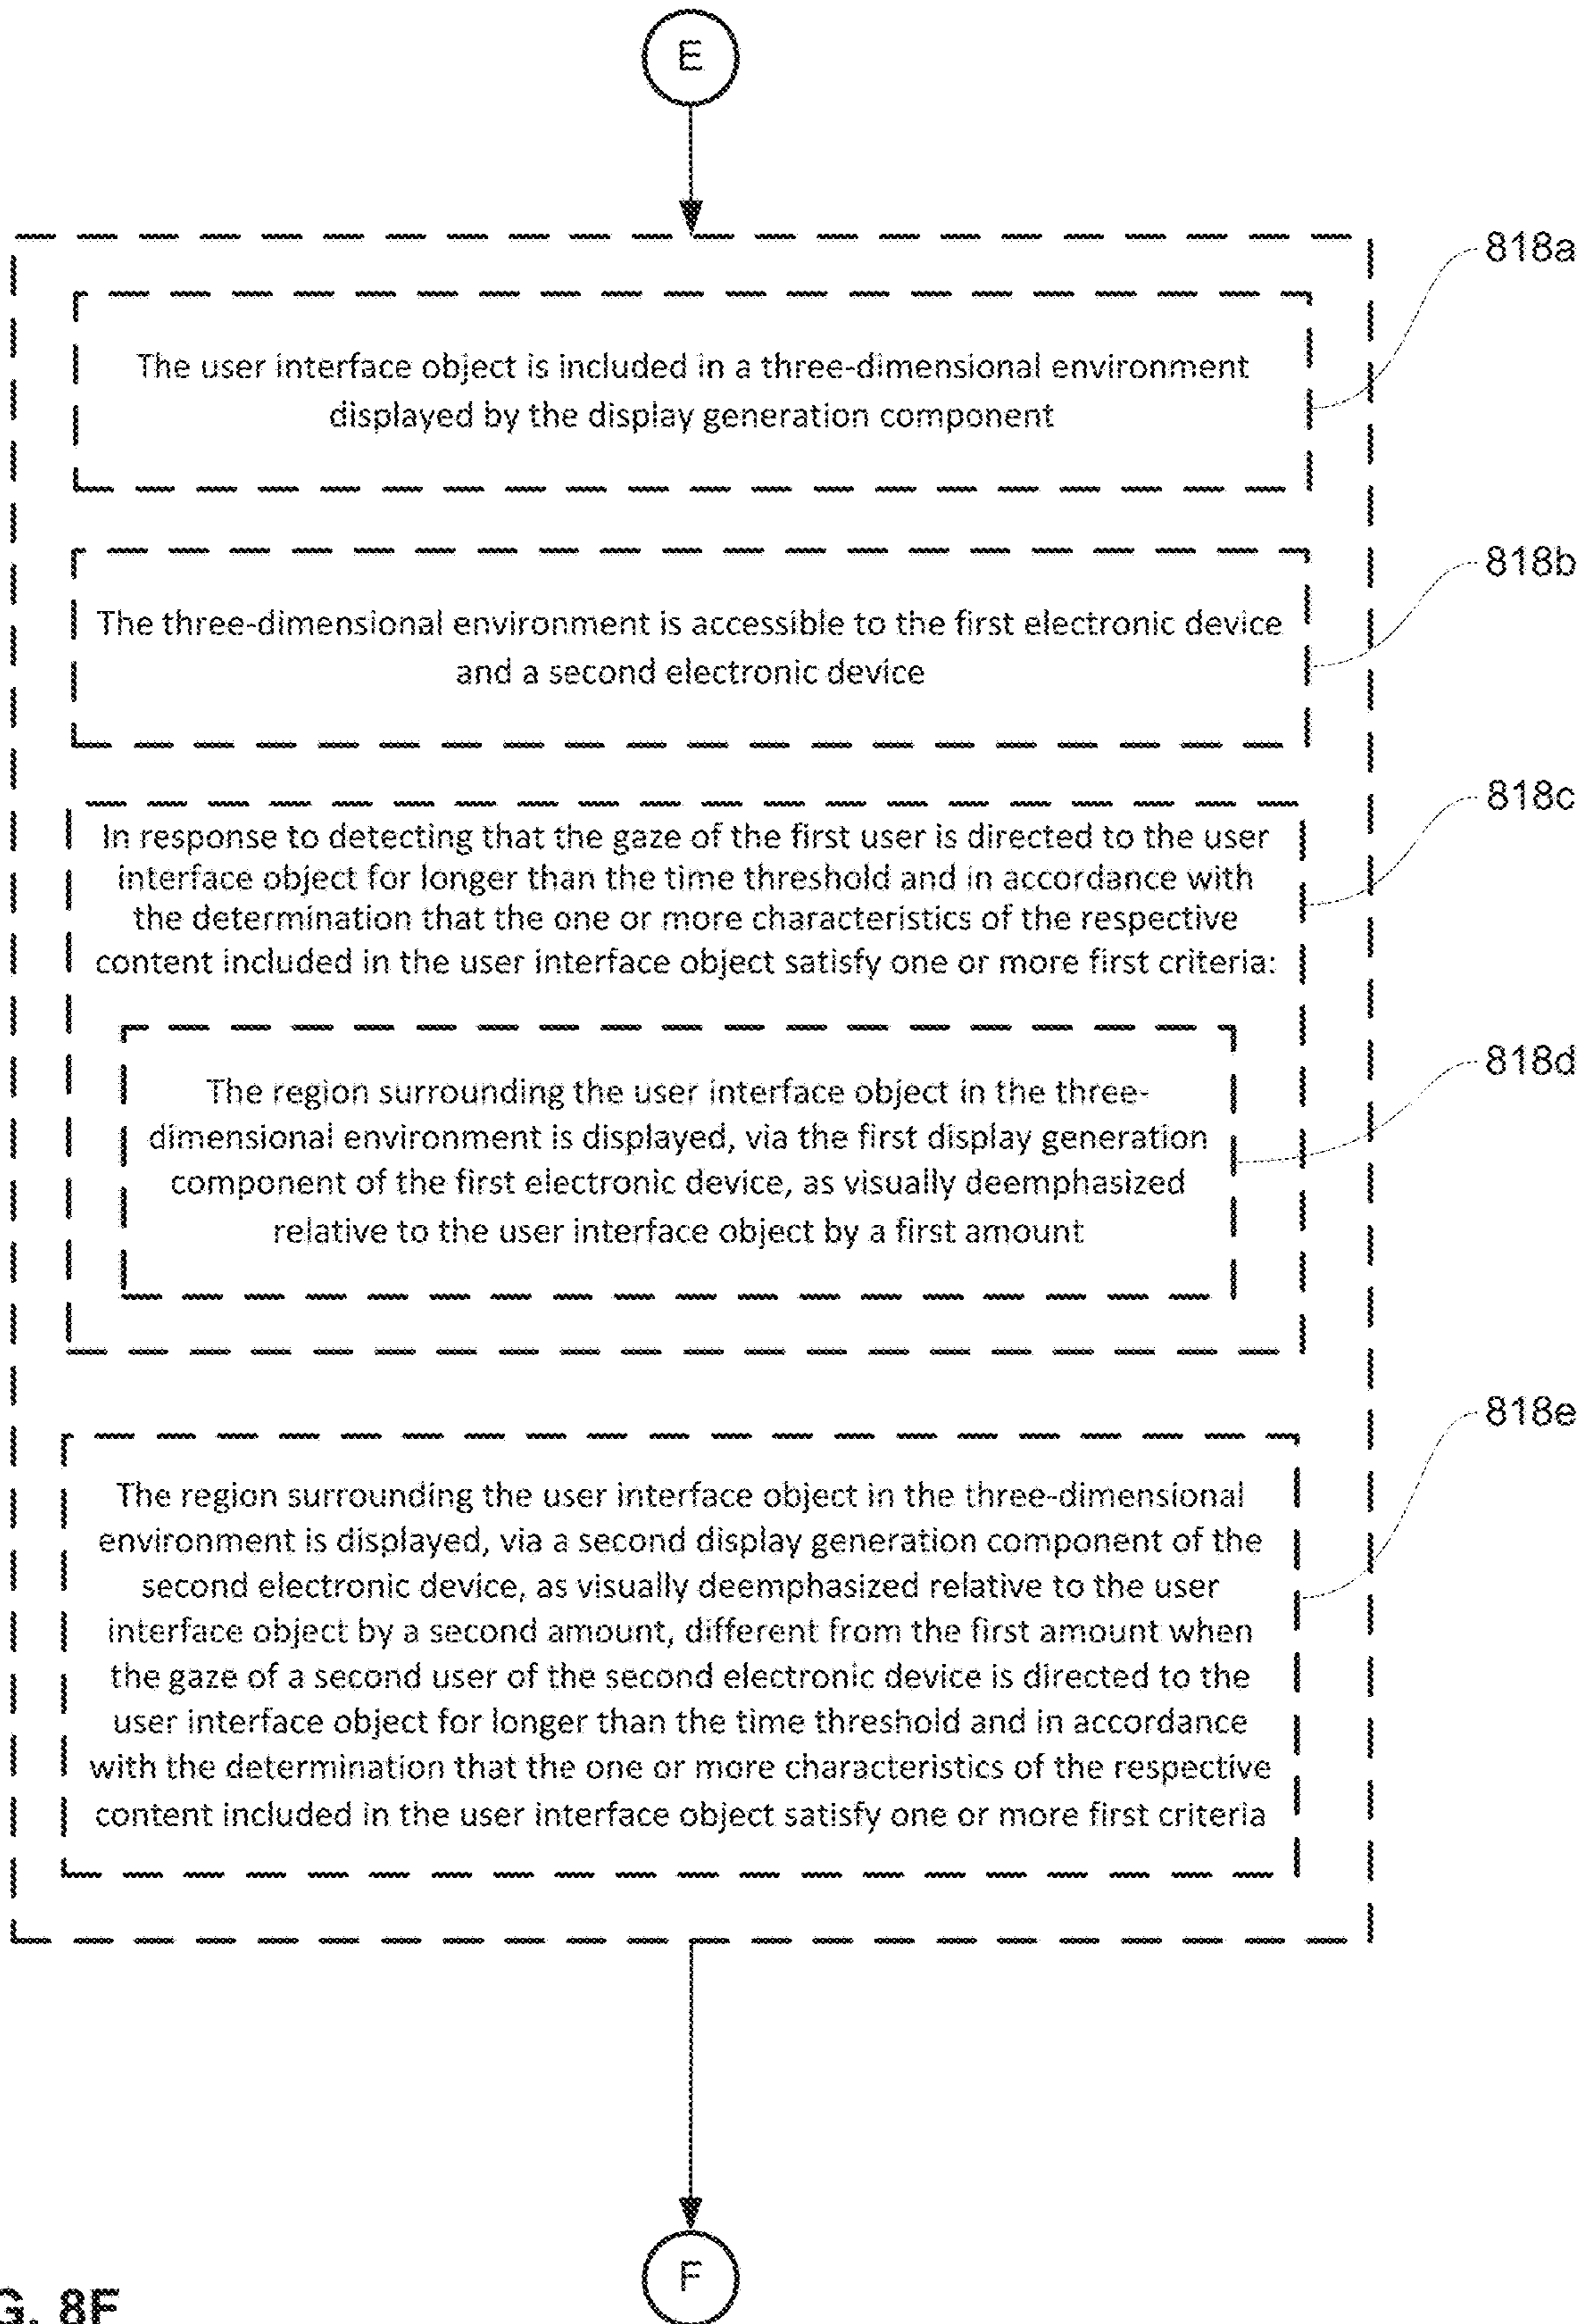 E
818a
The user interface object is included in a three-dimensional environment
displayed by the display generation component
818b
The three-dimensional environment is accessible to the first electronic device
and a second electronic device
818c
In response to detecting that the gaze of the first user is directed to the user
interface object for longer than the time threshold and in accordance with
the determination that the one or more characteristics of the respective
content included in the user interface object satisfy one or more first criteria:
818d
The region surrounding the user interface object in the three-
dimensional environment is displayed, via the first display generation
component of the first electronic device, as visually deemphasized
relative to the user interface object by a first amount
818e
The region surrounding the user interface object in the three-dimensional
environment is displayed, via a second display generation component of the
second electronic device, as visually deemphasized relative to the user
interface object by a second amount, different from the first amount when
the gaze of a second user of the second electronic device is directed to the
user interface object for longer than the time threshold and in accordance
with the determination that the one or more characteristics of the respective
content included in the user interface object satisfy one or more first criteria
F
G. 8F